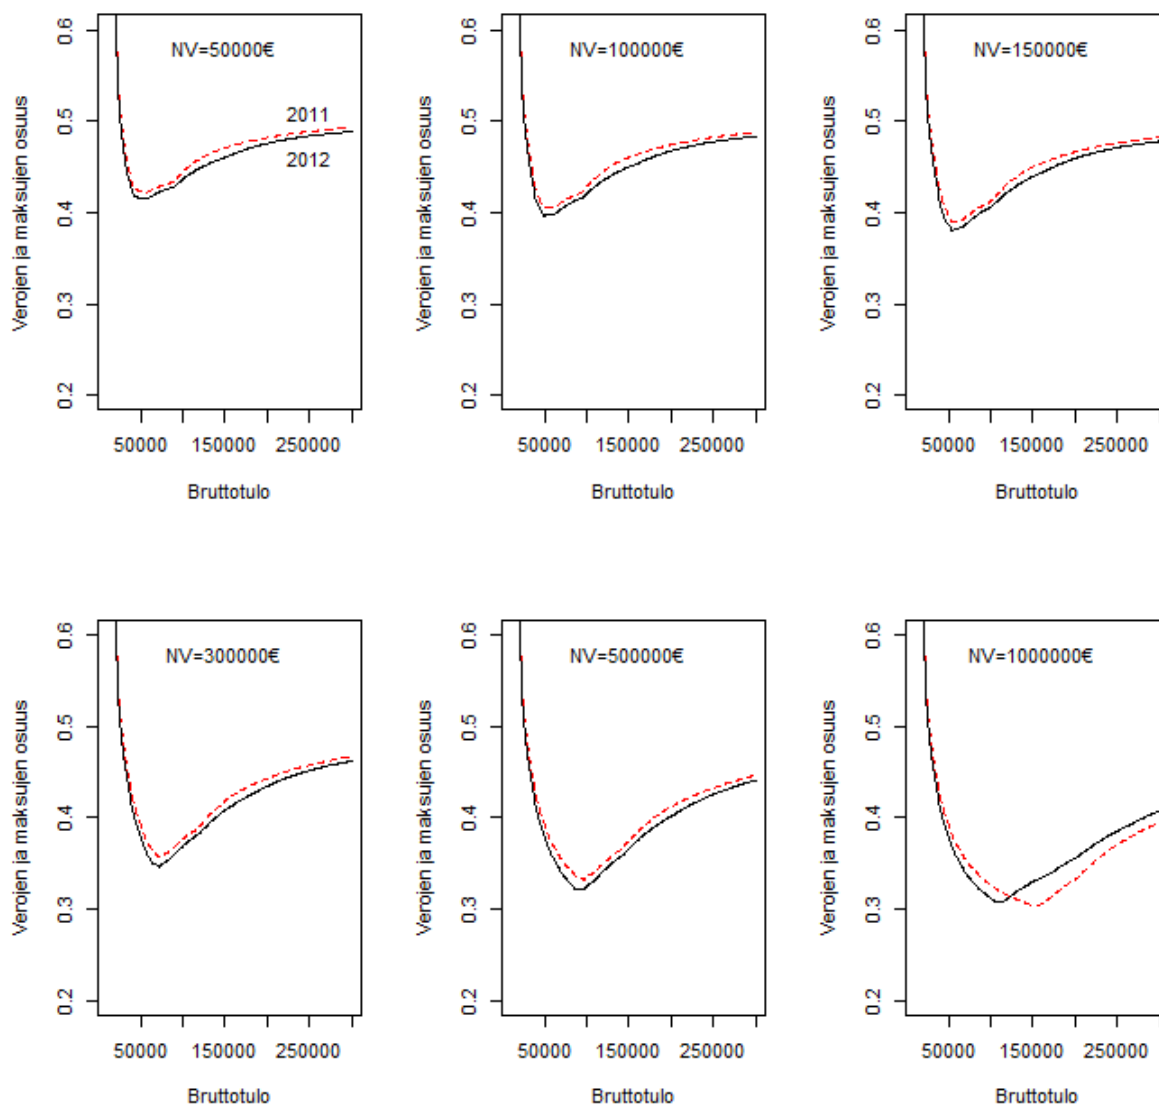 NV=50000€
2011
2012
Verojen ja maksujen osuus
0.2 0.3 0.4 0.5 0.6
50000 150000 250000
Bruttotulo
NV=100000€
Verojen ja maksujen osuus
0.2 0.3 0.4 0.5 0.6
50000 150000 250000
Bruttotulo
NV=150000€
Verojen ja maksujen osuus
0.2 0.3 0.4 0.5 0.6
50000 150000 250000
Bruttotulo
NV=300000€
Verojen ja maksujen osuus
0.2 0.3 0.4 0.5 0.6
50000 150000 250000
Bruttotulo
NV=500000€
Verojen ja maksujen osuus
0.2 0.3 0.4 0.5 0.6
50000 150000 250000
Bruttotulo
NV=1000000€
Verojen ja maksujen osuus
0.2 0.3 0.4 0.5 0.6
50000 150000 250000
Bruttotulo